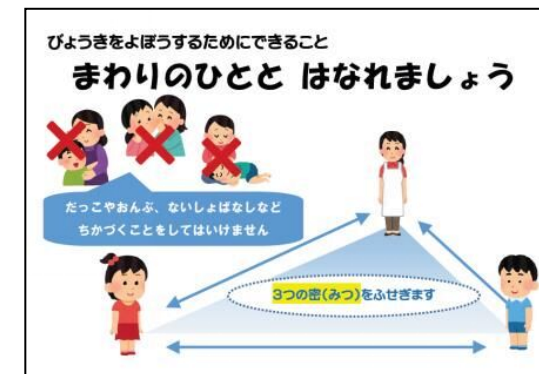 びょうきをよぼうするためにできること
まわりのひとと はなれましょう
だっこやおんぶ、ないしょばなしなど
ちかづくことをしてはいけません
3つの密(みつ)をふせぎます